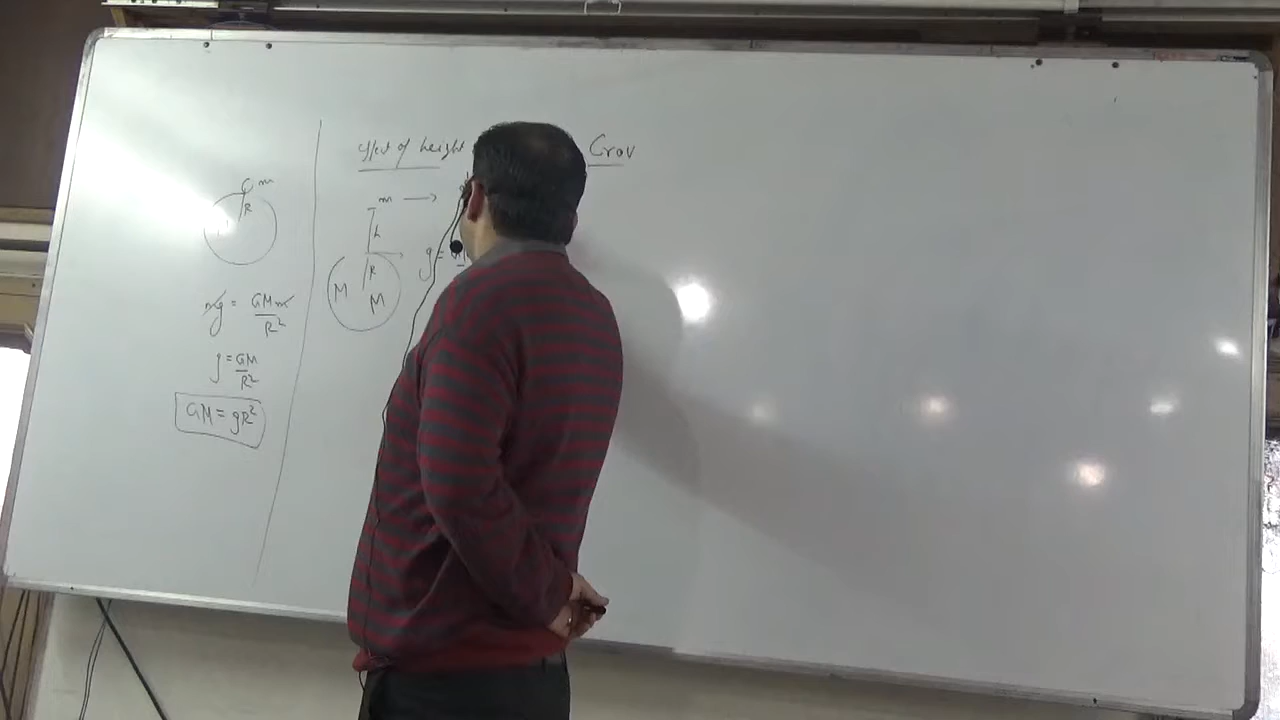 m
R
mg = GMm
R²
g = GM
R²
GM = gR²
Effect of height
Grav
m
h
g =
R
M
M